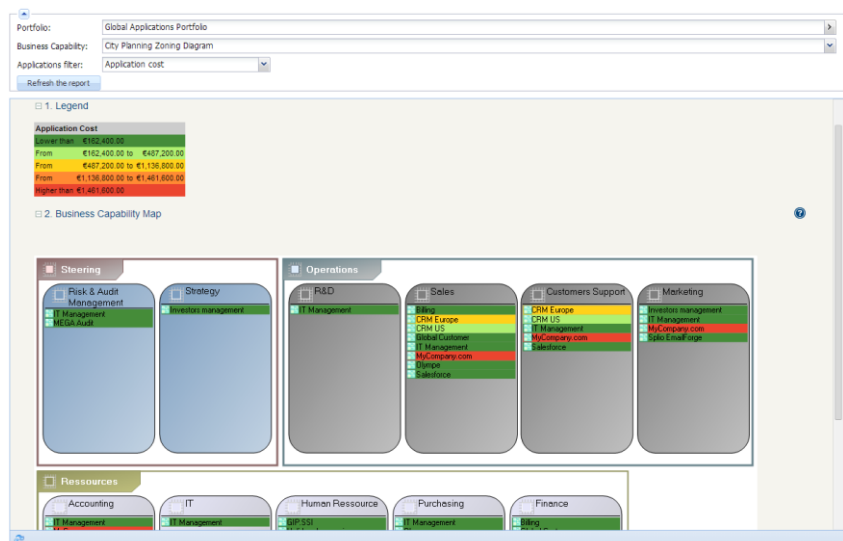 Portfolio: Global Applications Portfolio
Business Capability: City Planning Zoning Diagram
Applications filter: Application cost
Refresh the report
1. Legend
Application Cost
Lower than €162,400.00
From €162,400.00 to €487,200.00
From €487,200.00 to €1,136,800.00
From €1,136,800.00 to €1,461,600.00
Higher than €1,461,600.00
2. Business Capability Map
Steering
Risk & Audit
Management
IT Management
MEGA Audit
Strategy
Investors management
Operations
R&D
IT Management
Sales
Billing
CRM Europe
CRM US
Global Customer
IT Management
MyCompany.com
Olympe
Salesforce
Customers Support
CRM Europe
CRM US
IT Management
MyCompany.com
Salesforce
Marketing
Investors management
IT Management
MyCompany.com
Splio EmailForge
Ressources
Accounting
IT Management
IT
IT Management
Human Ressource
GIP SSI
Purchasing
IT Management
Finance
Billing